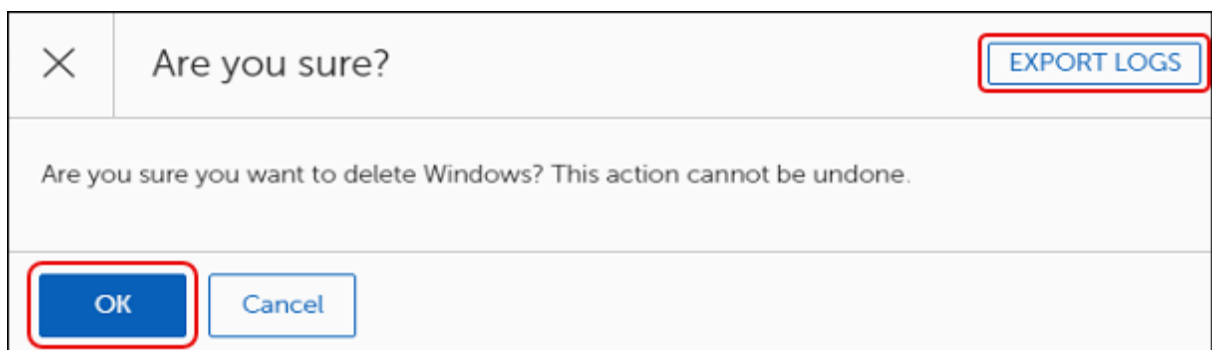 Are you sure?
EXPORT LOGS
Are you sure you want to delete Windows? This action cannot be undone.
OK
Cancel